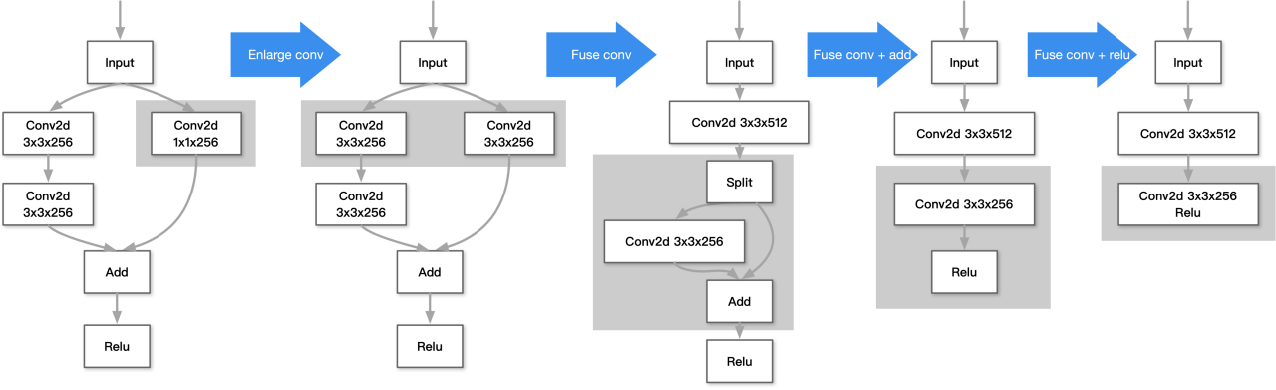 Input
Conv2d
3x3x256
Conv2d
1x1x256
Conv2d
3x3x256
Add
Relu
Enlarge conv
Input
Conv2d
3x3x256
Conv2d
3x3x256
Conv2d
3x3x256
Add
Relu
Fuse conv
Input
Conv2d 3x3x512
Split
Conv2d 3x3x256
Add
Relu
Fuse conv + add
Input
Conv2d 3x3x512
Conv2d 3x3x256
Relu
Fuse conv + relu
Input
Conv2d 3x3x512
Conv2d 3x3x256
Relu